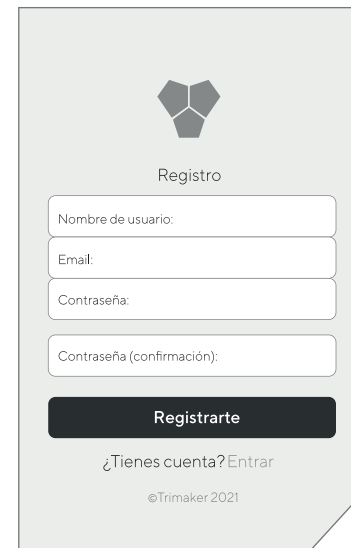 Registro
Nombre de usuario:
Email:
Contraseña:
Contraseña (confirmación):
Registrarte
¿Tienes cuenta? Entrar
©Trimaker 2021